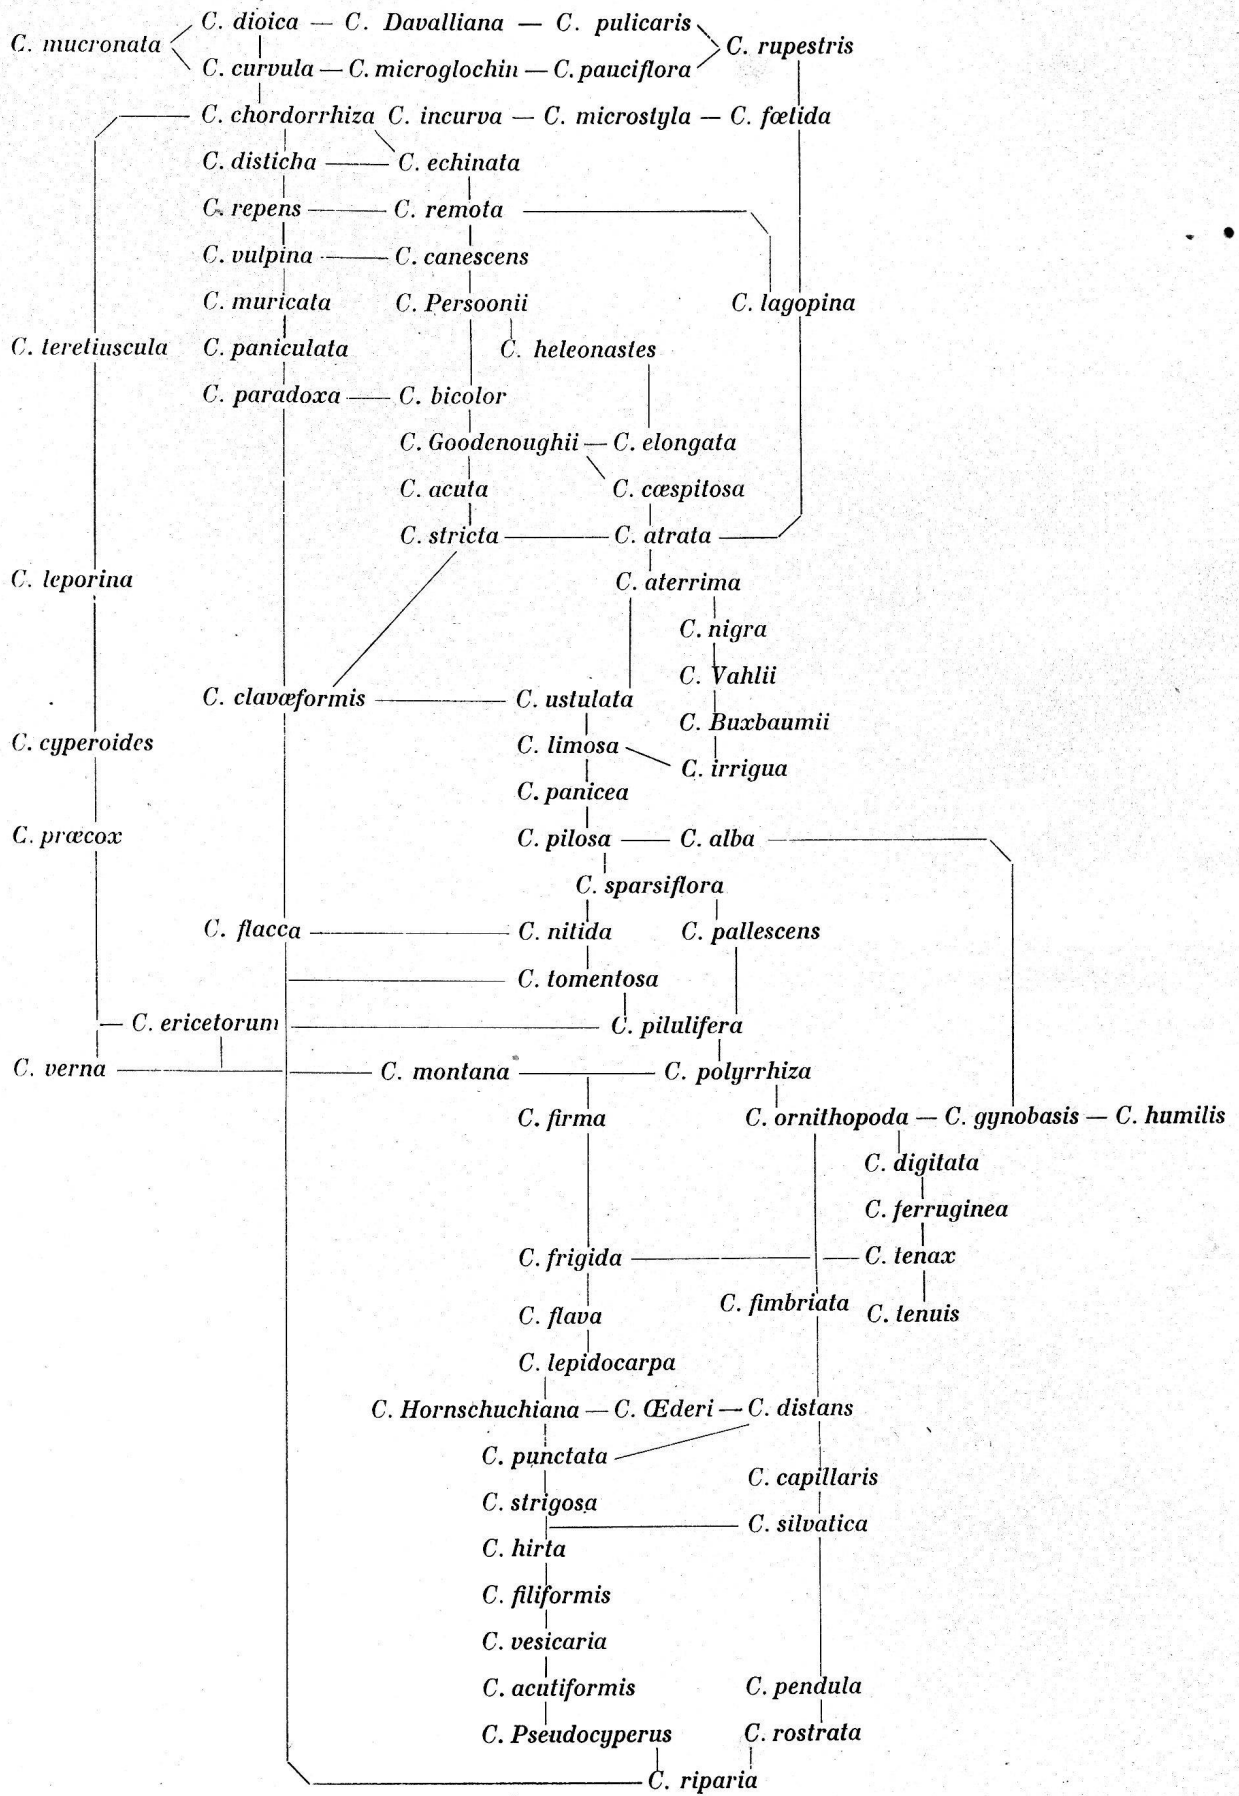 C. dioica — C. Davalliana — C. pulicaris
C. mucronata C. rupestris
C. curvula — C. microglochin — C. pauciflora
C. chordorrhiza C. incurva — C. microstyla — C. fœtida
C. disticha C. echinata
C. repens C. remota
C. vulpina C. canescens
C. muricata C. Persoonii C. lagopina
C. teretiuscula C. paniculata C. heleonastes
C. paradoxa C. bicolor
C. Goodenoughii — C. elongata
C. acuta C. cæspitosa
C. stricta C. atrata
C. leporina C. aterrima
C. nigra
C. Vahlii
C. clavæformis C. ustulata
C. Buxbaumii
C. cyperoides C. limosa
C. irrigua
C. panicea
C. præcox C. pilosa C. alba
C. sparsiflora
C. flacca C. nitida C. pallescens
C. tomentosa
C. ericetorum C. pilulifera
C. verna C. montana C. polyrrhiza
C. firma C. ornithopoda — C. gynobasis — C. humilis
C. digitata
C. ferruginea
C. frigida C. tenax
C. fimbriata
C. flava C. tenuis
C. lepidocarpa
C. Hornschuchiana — C. Œderi — C. distans
C. punctata
C. capillaris
C. strigosa
C. silvatica
C. hirta
C. filiformis
C. vesicaria
C. acutiformis C. pendula
C. Pseudocyperus C. rostrata
C. riparia